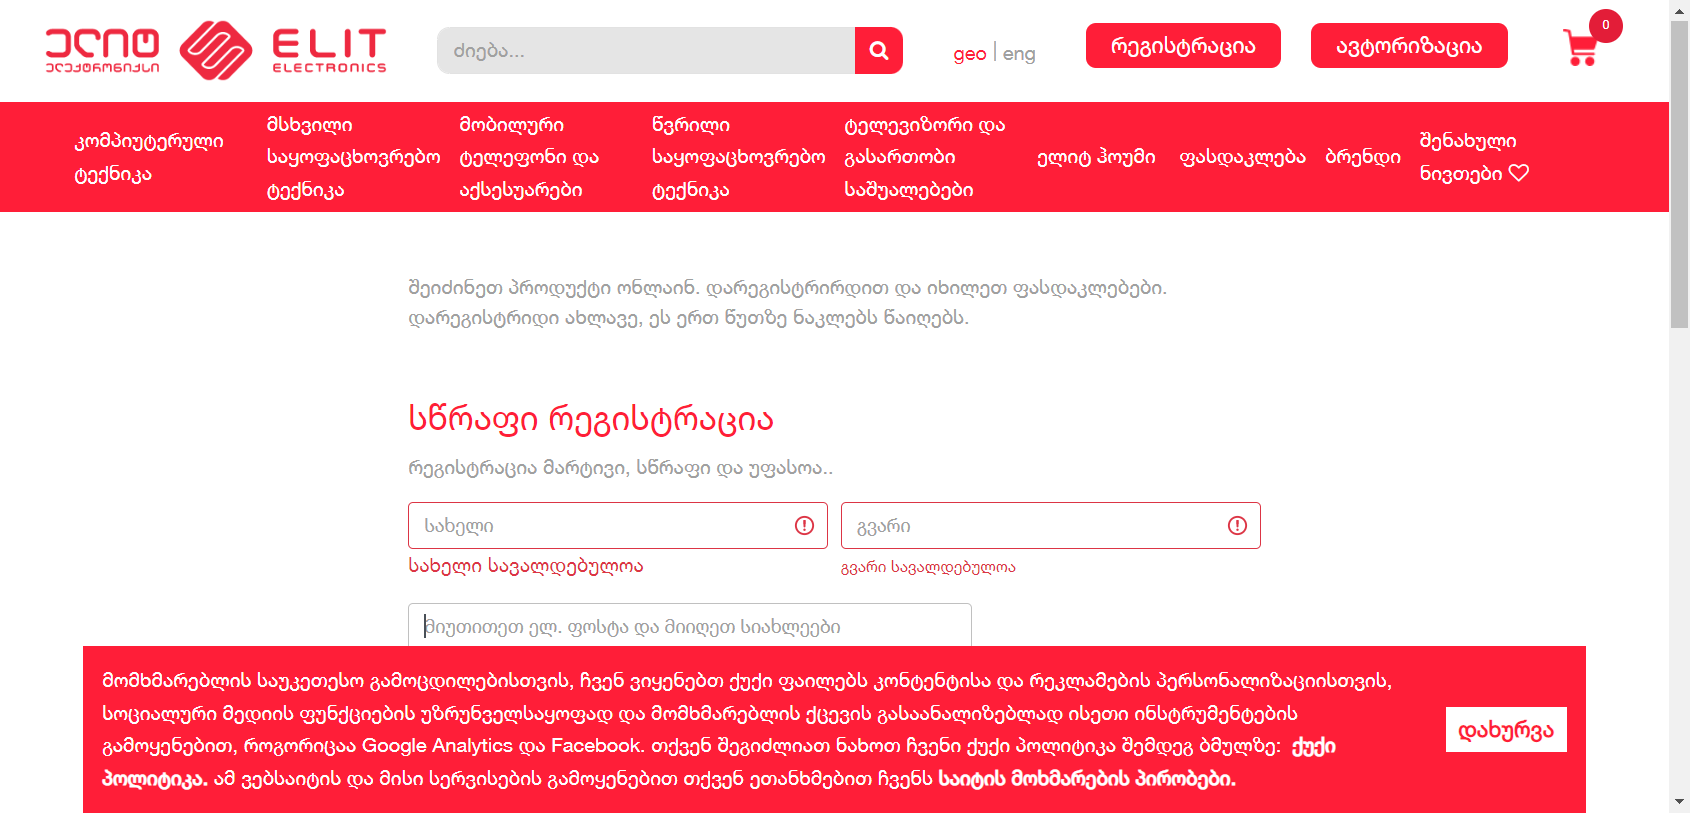 ელიტ
ელექტრონიქსი
ELIT
ELECTRONICS
ძიება...
geo | eng
რეგისტრაცია
ავტორიზაცია
0
კომპიუტერული
ტექნიკა
მსხვილი
საყოფაცხოვრებო
ტექნიკა
მობილური
ტელეფონი და
აქსესუარები
წვრილი
საყოფაცხოვრებო
ტექნიკა
ტელევიზორი და
გასართობი
საშუალებები
ელიტ ჰოუმი
ფასდაკლება
ბრენდი
შენახული
ნივთები
შეიძინეთ პროდუქტი ონლაინ. დარეგისტრირდით და იხილეთ ფასდაკლებები.
დარეგისტრიდი ახლავე, ეს ერთ წუთზე ნაკლებს წაიღებს.
სწრაფი რეგისტრაცია
რეგისტრაცია მარტივი, სწრაფი და უფასოა..
სახელი
გვარი
სახელი სავალდებულოა
გვარი სავალდებულოა
მიუთითეთ ელ. ფოსტა და მიიღეთ სიახლეები
მომხმარებლის საუკეთესო გამოცდილებისთვის, ჩვენ ვიყენებთ ქუქი ფაილებს კონტენტისა და რეკლამების პერსონალიზაციისთვის,
სოციალური მედიის ფუნქციების უზრუნველსაყოფად და მომხმარებლის ქცევის გასაანალიზებლად ისეთი ინსტრუმენტების
გამოყენებით, როგორიცაა Google Analytics და Facebook. თქვენ შეგიძლიათ ნახოთ ჩვენი ქუქი პოლიტიკა შემდეგ ბმულზე: ქუქი
პოლიტიკა. ამ ვებსაიტის და მისი სერვისების გამოყენებით თქვენ ეთანხმებით ჩვენს საიტის მოხმარების პირობები.
დახურვა